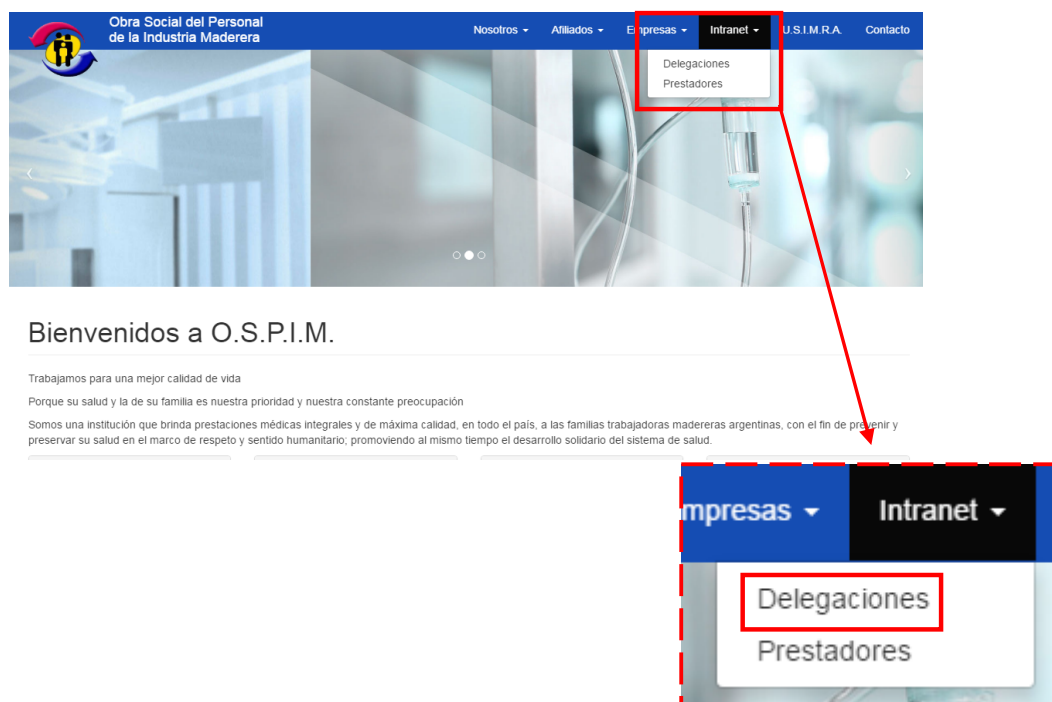 Obra Social del Personal
de la Industria Maderera
Nosotros Afiliados Empresas Intranet U.S.I.M.R.A. Contacto
Delegaciones
Prestadores
Bienvenidos a O.S.P.I.M.
Trabajamos para una mejor calidad de vida
Porque su salud y la de su familia es nuestra prioridad y nuestra constante preocupación
Somos una institución que brinda prestaciones médicas integrales y de máxima calidad, en todo el país, a las familias trabajadoras madereras argentinas, con el fin de prevenir y
preservar su salud en el marco de respeto y sentido humanitario; promoviendo al mismo tiempo el desarrollo solidario del sistema de salud.
mpresas Intranet
Delegaciones
Prestadores